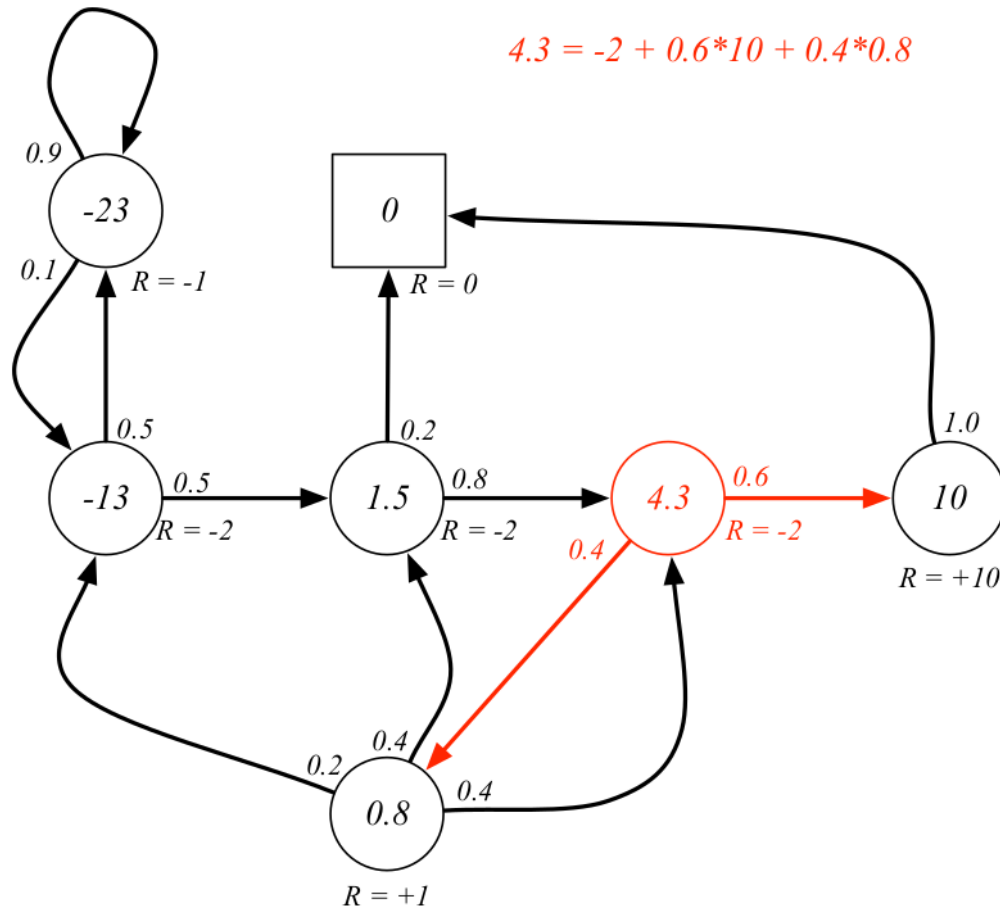 4.3 = -2 + 0.6*10 + 0.4*0.8
0.9
-23
0
0.1
R = -1
R = 0
0.5
0.2
1.0
-13
0.5
1.5
0.8
4.3
0.6
10
R = -2
R = -2
0.4
R = -2
R = +10
0.4
0.2
0.4
0.8
R = +1